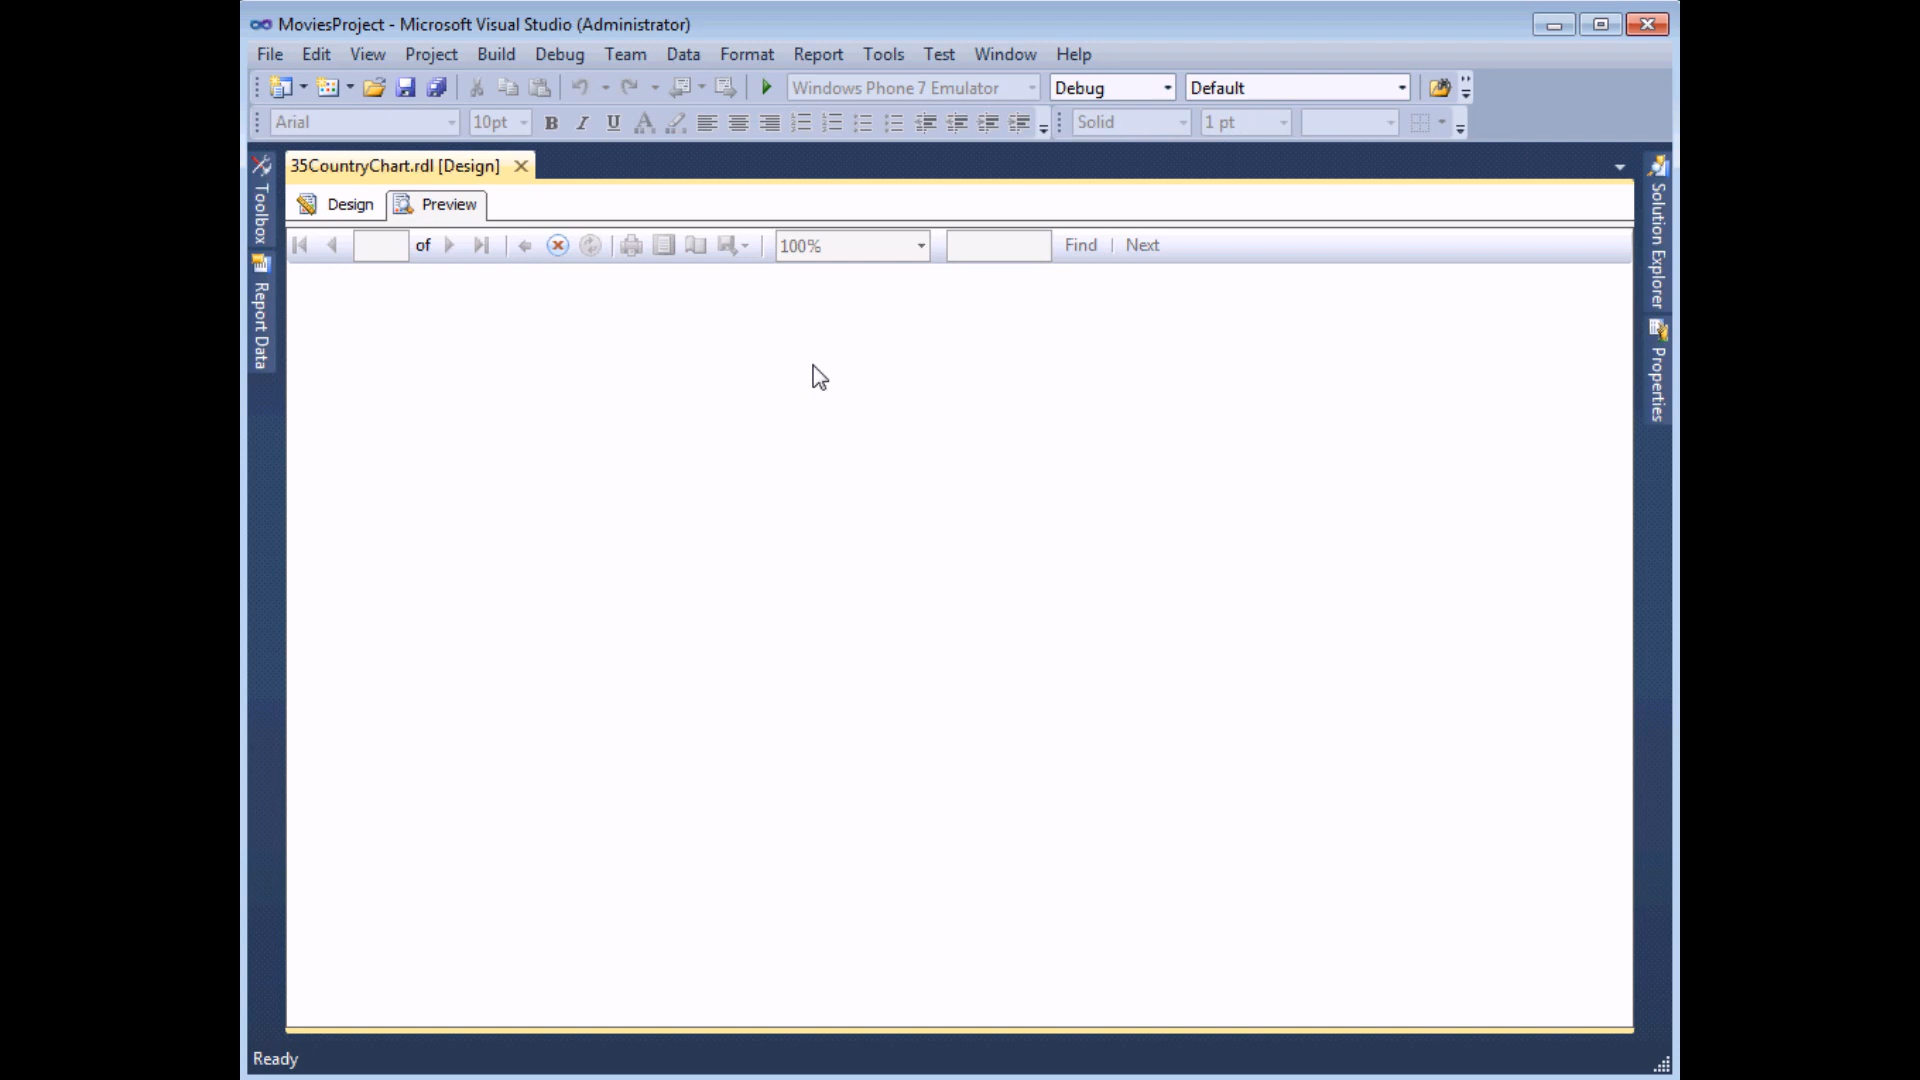 MoviesProject - Microsoft Visual Studio (Administrator)
File Edit View Project Build Debug Team Data Format Report Tools Test Window Help
Windows Phone 7 Emulator Debug Default
Arial 10pt B I U A Solid 1 pt
35CountryChart.rdl [Design]
Design Preview
of 100% Find | Next
Toolbox
Report Data
Solution Explorer
Properties
Ready